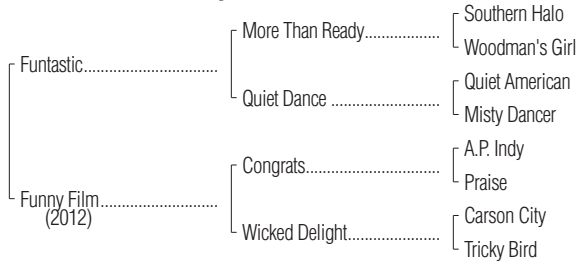 Southern Halo
More Than Ready..................
Woodman's Girl
Funtastic................................
Quiet American
Quiet Dance ..........................
Misty Dancer
A.P. Indy
Congrats................................
Praise
Funny Film............................
(2012)
Carson City
Wicked Delight......................
Tricky Bird